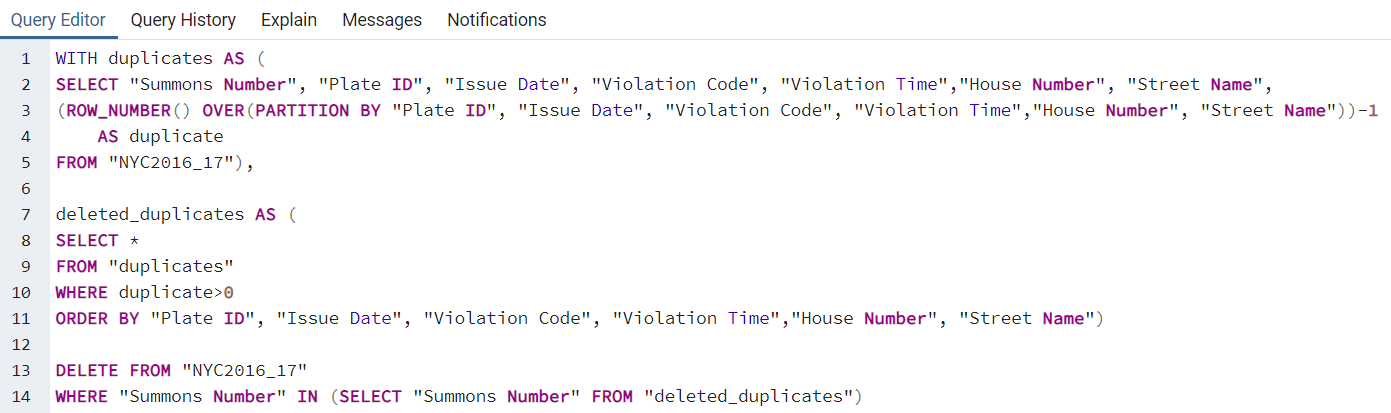 Query Editor Query History Explain Messages Notifications
1 WITH duplicates AS (
2 SELECT "Summons Number", "Plate ID", "Issue Date", "Violation Code", "Violation Time","House Number", "Street Name",
3 (ROW_NUMBER() OVER(PARTITION BY "Plate ID", "Issue Date", "Violation Code", "Violation Time","House Number", "Street Name"))-1
4     AS duplicate
5 FROM "NYC2016_17"),
6
7 deleted_duplicates AS (
8 SELECT *
9 FROM "duplicates"
10 WHERE duplicate>0
11 ORDER BY "Plate ID", "Issue Date", "Violation Code", "Violation Time","House Number", "Street Name")
12
13 DELETE FROM "NYC2016_17"
14 WHERE "Summons Number" IN (SELECT "Summons Number" FROM "deleted_duplicates")